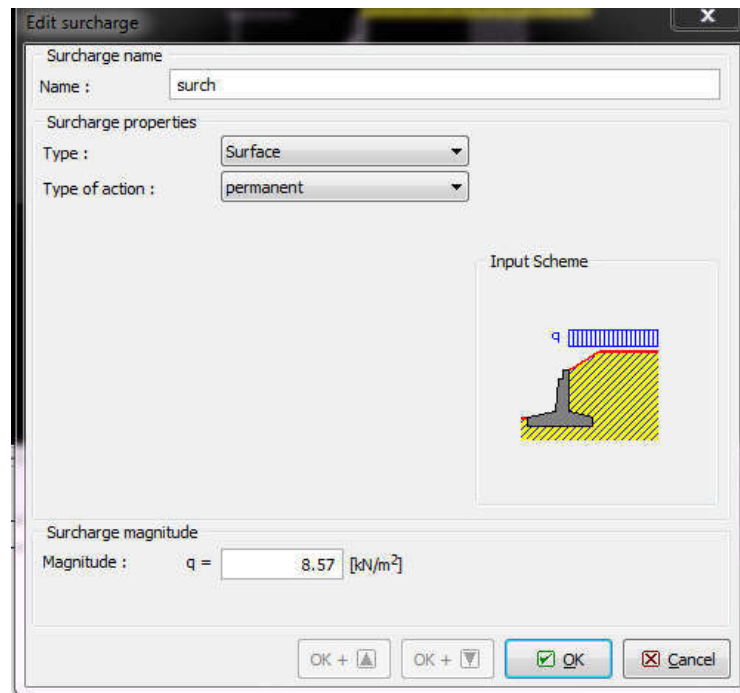 Edit surcharge
x
Surcharge name
Name : surch
Surcharge properties
Type : Surface
Type of action : permanent
Input Scheme
q
Surcharge magnitude
Magnitude : q = 8.57 [kN/m²]
OK + OK + OK Cancel